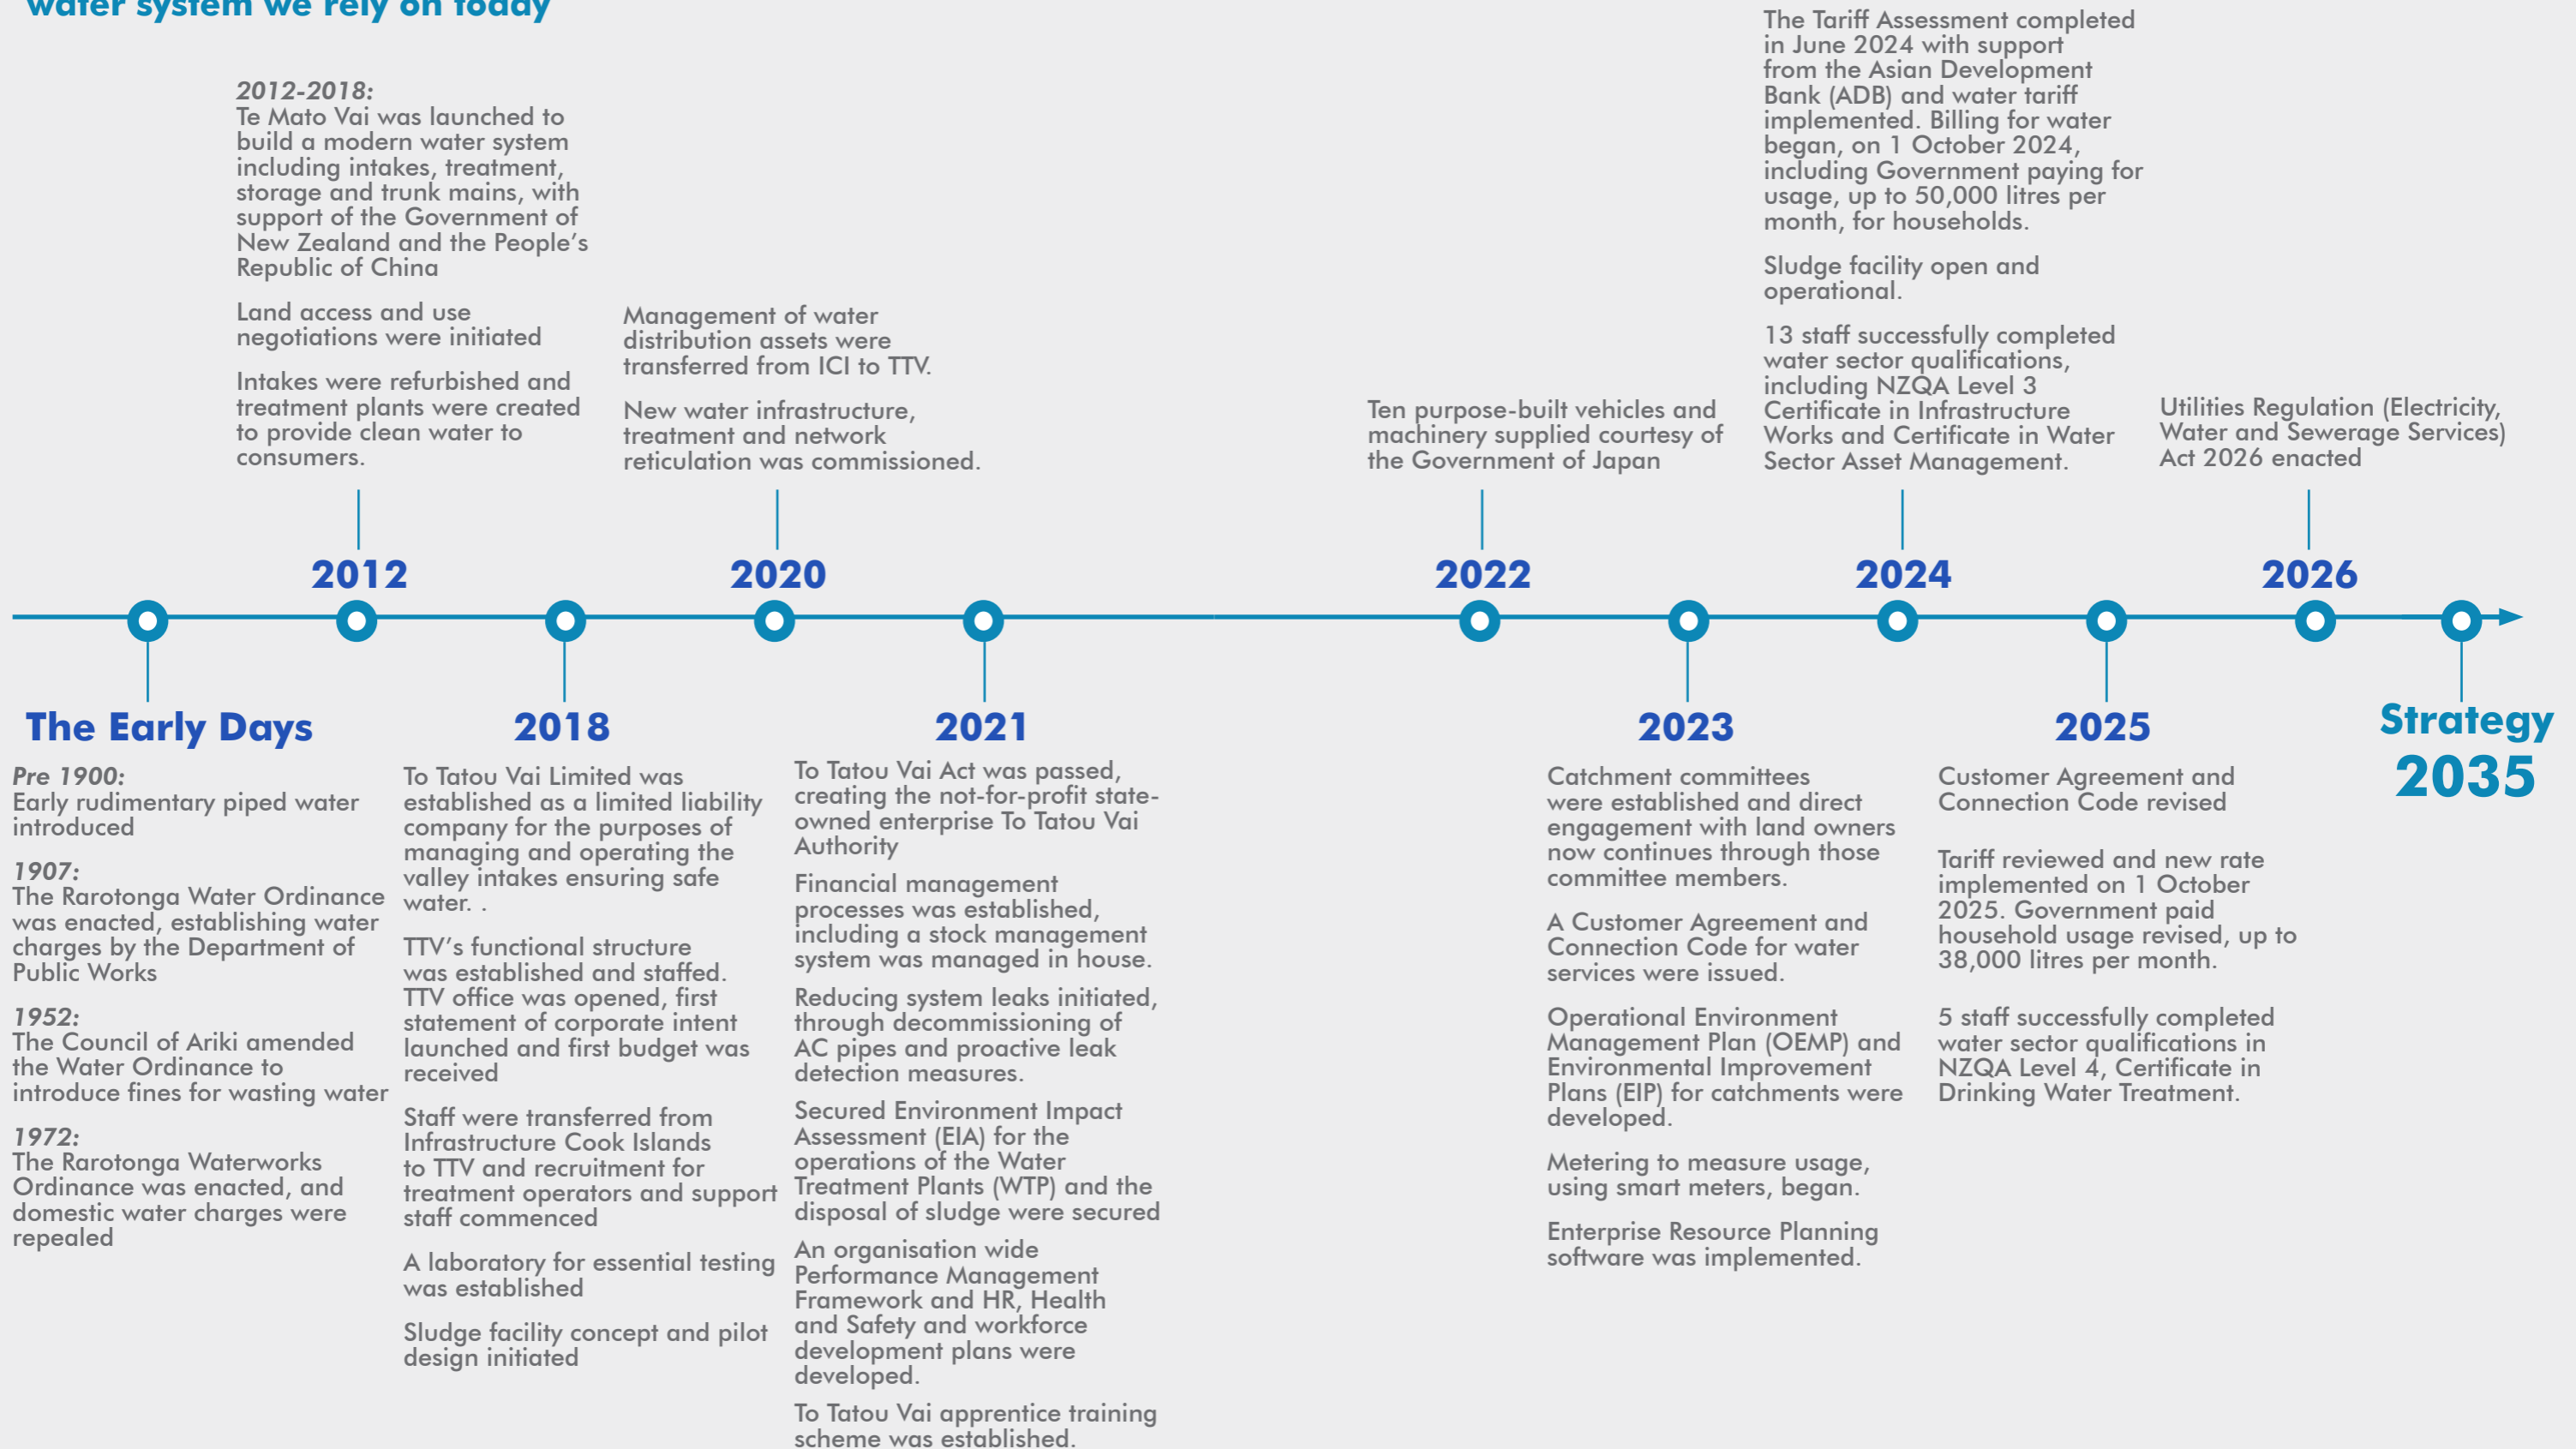 water system we rely on today
2012-2018:
Te Mato Vai was launched to
build a modern water system
including intakes, treatment,
storage and trunk mains, with
support of the Government of
New Zealand and the People’s
Republic of China
Land access and use
negotiations were initiated
Intakes were refurbished and
treatment plants were created
to provide clean water to
consumers.
Management of water
distribution assets were
transferred from ICI to TTV.
New water infrastructure,
treatment and network
reticulation was commissioned.
Ten purpose-built vehicles and
machinery supplied courtesy of
the Government of Japan
The Tariff Assessment completed
in June 2024 with support
from the Asian Development
Bank (ADB) and water tariff
implemented. Billing for water
began, on 1 October 2024,
including Government paying for
usage, up to 50,000 litres per
month, for households.
Sludge facility open and
operational.
13 staff successfully completed
water sector qualifications,
including NZQA Level 3
Certificate in Infrastructure
Works and Certificate in Water
Sector Asset Management.
Utilities Regulation (Electricity,
Water and Sewerage Services)
Act 2026 enacted
2012
2020
2022
2024
2026
The Early Days
Pre 1900:
Early rudimentary piped water
introduced
1907:
The Rarotonga Water Ordinance
was enacted, establishing water
charges by the Department of
Public Works
1952:
The Council of Ariki amended
the Water Ordinance to
introduce fines for wasting water
1972:
The Rarotonga Waterworks
Ordinance was enacted, and
domestic water charges were
repealed
2018
To Tatou Vai Limited was
established as a limited liability
company for the purposes of
managing and operating the
valley intakes ensuring safe
water. .
TTV’s functional structure
was established and staffed.
TTV office was opened, first
statement of corporate intent
launched and first budget was
received
Staff were transferred from
Infrastructure Cook Islands
to TTV and recruitment for
treatment operators and support
staff commenced
A laboratory for essential testing
was established
Sludge facility concept and pilot
design initiated
2021
To Tatou Vai Act was passed,
creating the not-for-profit state-
owned enterprise To Tatou Vai
Authority
Financial management
processes was established,
including a stock management
system was managed in house.
Reducing system leaks initiated,
through decommissioning of
AC pipes and proactive leak
detection measures.
Secured Environment Impact
Assessment (EIA) for the
operations of the Water
Treatment Plants (WTP) and the
disposal of sludge were secured
An organisation wide
Performance Management
Framework and HR, Health
and Safety and workforce
development plans were
developed.
To Tatou Vai apprentice training
scheme was established.
2023
Catchment committees
were established and direct
engagement with land owners
now continues through those
committee members.
A Customer Agreement and
Connection Code for water
services were issued.
Operational Environment
Management Plan (OEMP) and
Environmental Improvement
Plans (EIP) for catchments were
developed.
Metering to measure usage,
using smart meters, began.
Enterprise Resource Planning
software was implemented.
2025
Customer Agreement and
Connection Code revised
Tariff reviewed and new rate
implemented on 1 October
2025. Government paid
household usage revised, up to
38,000 litres per month.
5 staff successfully completed
water sector qualifications in
NZQA Level 4, Certificate in
Drinking Water Treatment.
Strategy
2035